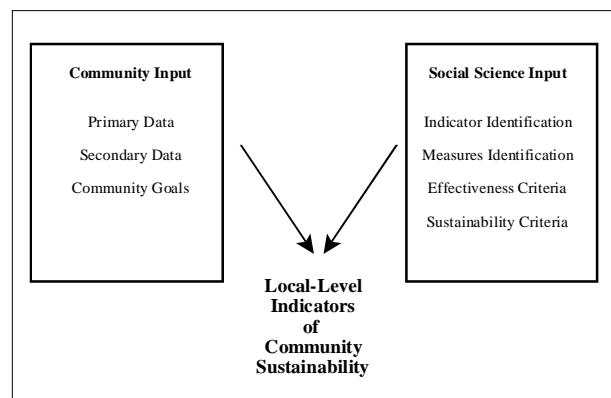 Community Input
Primary Data
Secondary Data
Community Goals
Social Science Input
Indicator Identification
Measures Identification
Effectiveness Criteria
Sustainability Criteria
Local-Level
Indicators
of
Community
Sustainability